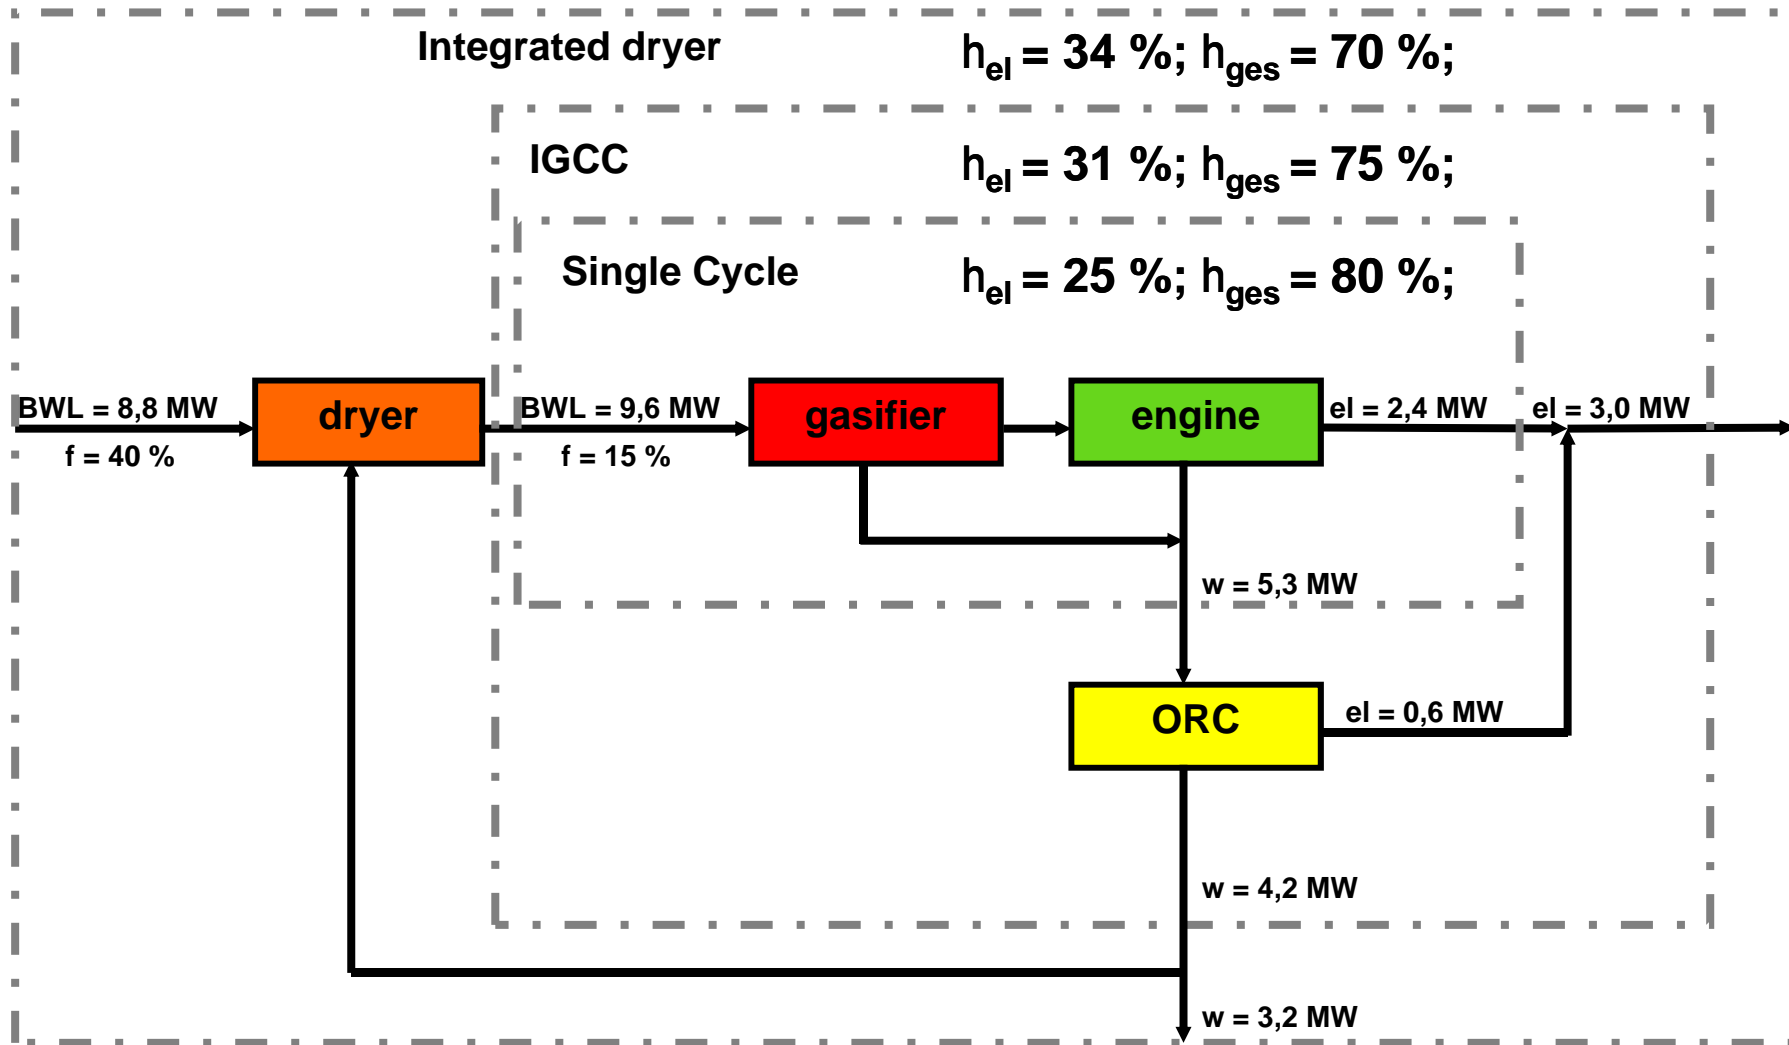 Integrated dryer
hel = 34 %; hges = 70 %;
IGCC
hel = 31 %; hges = 75 %;
Single Cycle
hel = 25 %; hges = 80 %;
BWL = 8,8 MW
f = 40 %
dryer
BWL = 9,6 MW
f = 15 %
gasifier
engine
el = 2,4 MW
el = 3,0 MW
w = 5,3 MW
ORC
el = 0,6 MW
w = 4,2 MW
w = 3,2 MW